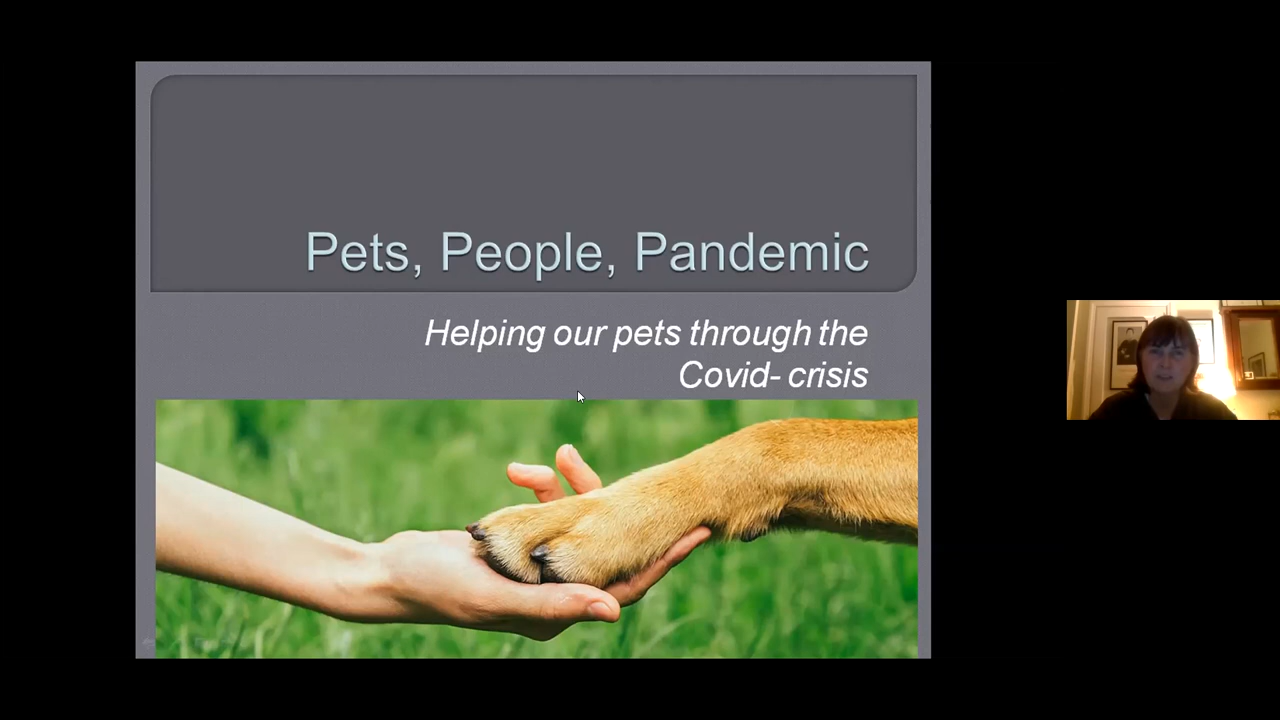 Pets, People, Pandemic
Helping our pets through the
Covid- crisis